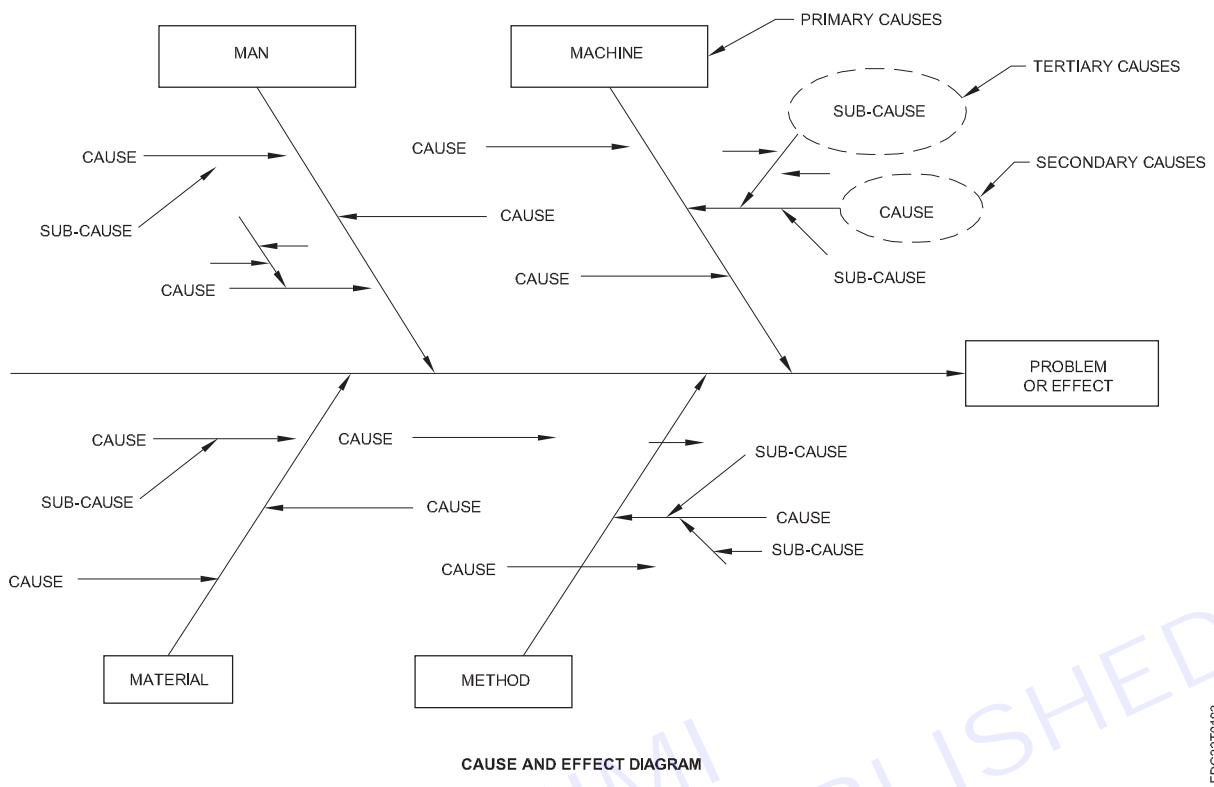 PRIMARY CAUSES
MAN
MACHINE
TERTIARY CAUSES
SUB-CAUSE
CAUSE
CAUSE
SECONDARY CAUSES
CAUSE
CAUSE
SUB-CAUSE
CAUSE
CAUSE
SUB-CAUSE
CAUSE
PROBLEM
OR EFFECT
CAUSE
CAUSE
SUB-CAUSE
SUB-CAUSE
CAUSE
CAUSE
SUB-CAUSE
CAUSE
CAUSE
MATERIAL
METHOD
CAUSE AND EFFECT DIAGRAM